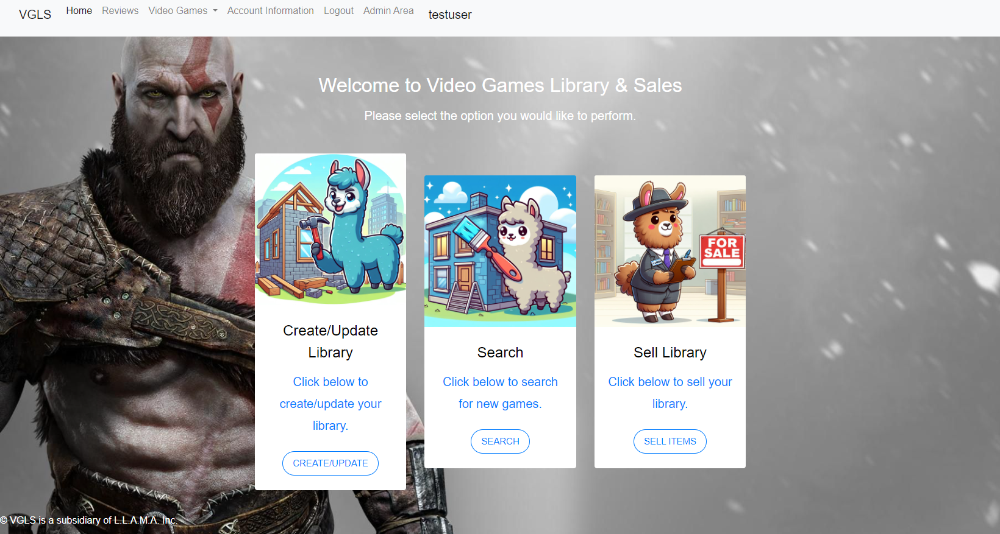 VGLS Home Reviews Video Games Account Information Logout Admin Area testuser
Welcome to Video Games Library & Sales
Please select the option you would like to perform.
FOR
SALE
Create/Update
Library
Click below to
create/update your
library.
CREATE/UPDATE
Search
Click below to search
for new games.
SEARCH
Sell Library
Click below to sell your
library.
SELL ITEMS
© VGLS is a subsidiary of L.L.A.M.A. Inc.